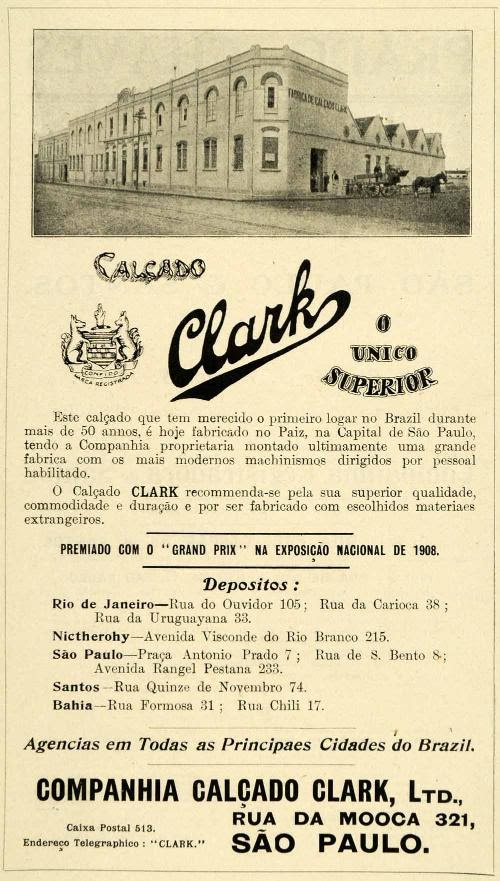 FABRICA DE CALÇADO CLARK
CALÇADO
Clark
O
UNICO
SUPERIOR
CONFIDO
MARCA REGISTRADA
Este calçado que tem merecido o primeiro logar no Brazil durante
mais de 50 annos, é hoje fabricado no Paiz, na Capital de São Paulo,
tendo a Companhia proprietaria montado ultimamente uma grande
fabrica com os mais modernos machinismos dirigidos por pessoal
habilitado.
O Calçado CLARK recommenda-se pela sua superior qualidade,
commodidade e duração e por ser fabricado com escolhidos materiaes
extrangeiros.
PREMIADO COM O "GRAND PRIX" NA EXPOSIÇÃO NACIONAL DE 1908.
Depositos :
Rio de Janeiro—Rua do Ouvidor 105; Rua da Carioca 38;
Rua da Uruguayana 33.
Nictherohy—Avenida Visconde do Rio Branco 215.
São Paulo—Praça Antonio Prado 7; Rua de S. Bento 8;
Avenida Rangel Pestana 233.
Santos—Rua Quinze de Novembro 74.
Bahia—Rua Formosa 31; Rua Chili 17.
Agencias em Todas as Principaes Cidades do Brazil.
COMPANHIA CALÇADO CLARK, LTD.,
RUA DA MOOCA 321,
SÃO PAULO.
Caixa Postal 513.
Endereço Telegraphico : "CLARK."